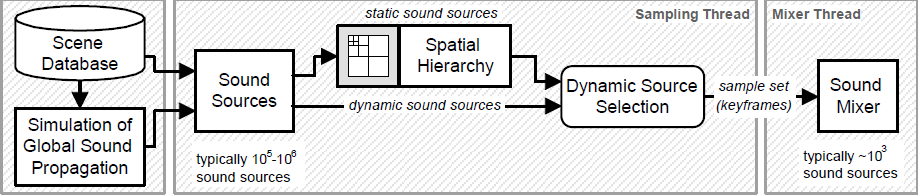 static sound sources
Sampling Thread
Mixer Thread
Scene
Database
Simulation of
Global Sound
Propagation
Sound
Sources
typically 10⁵-10⁶
sound sources
Spatial
Hierarchy
dynamic sound sources
Dynamic Source
Selection
sample set
(keyframes)
Sound
Mixer
typically ~10³
sound sources